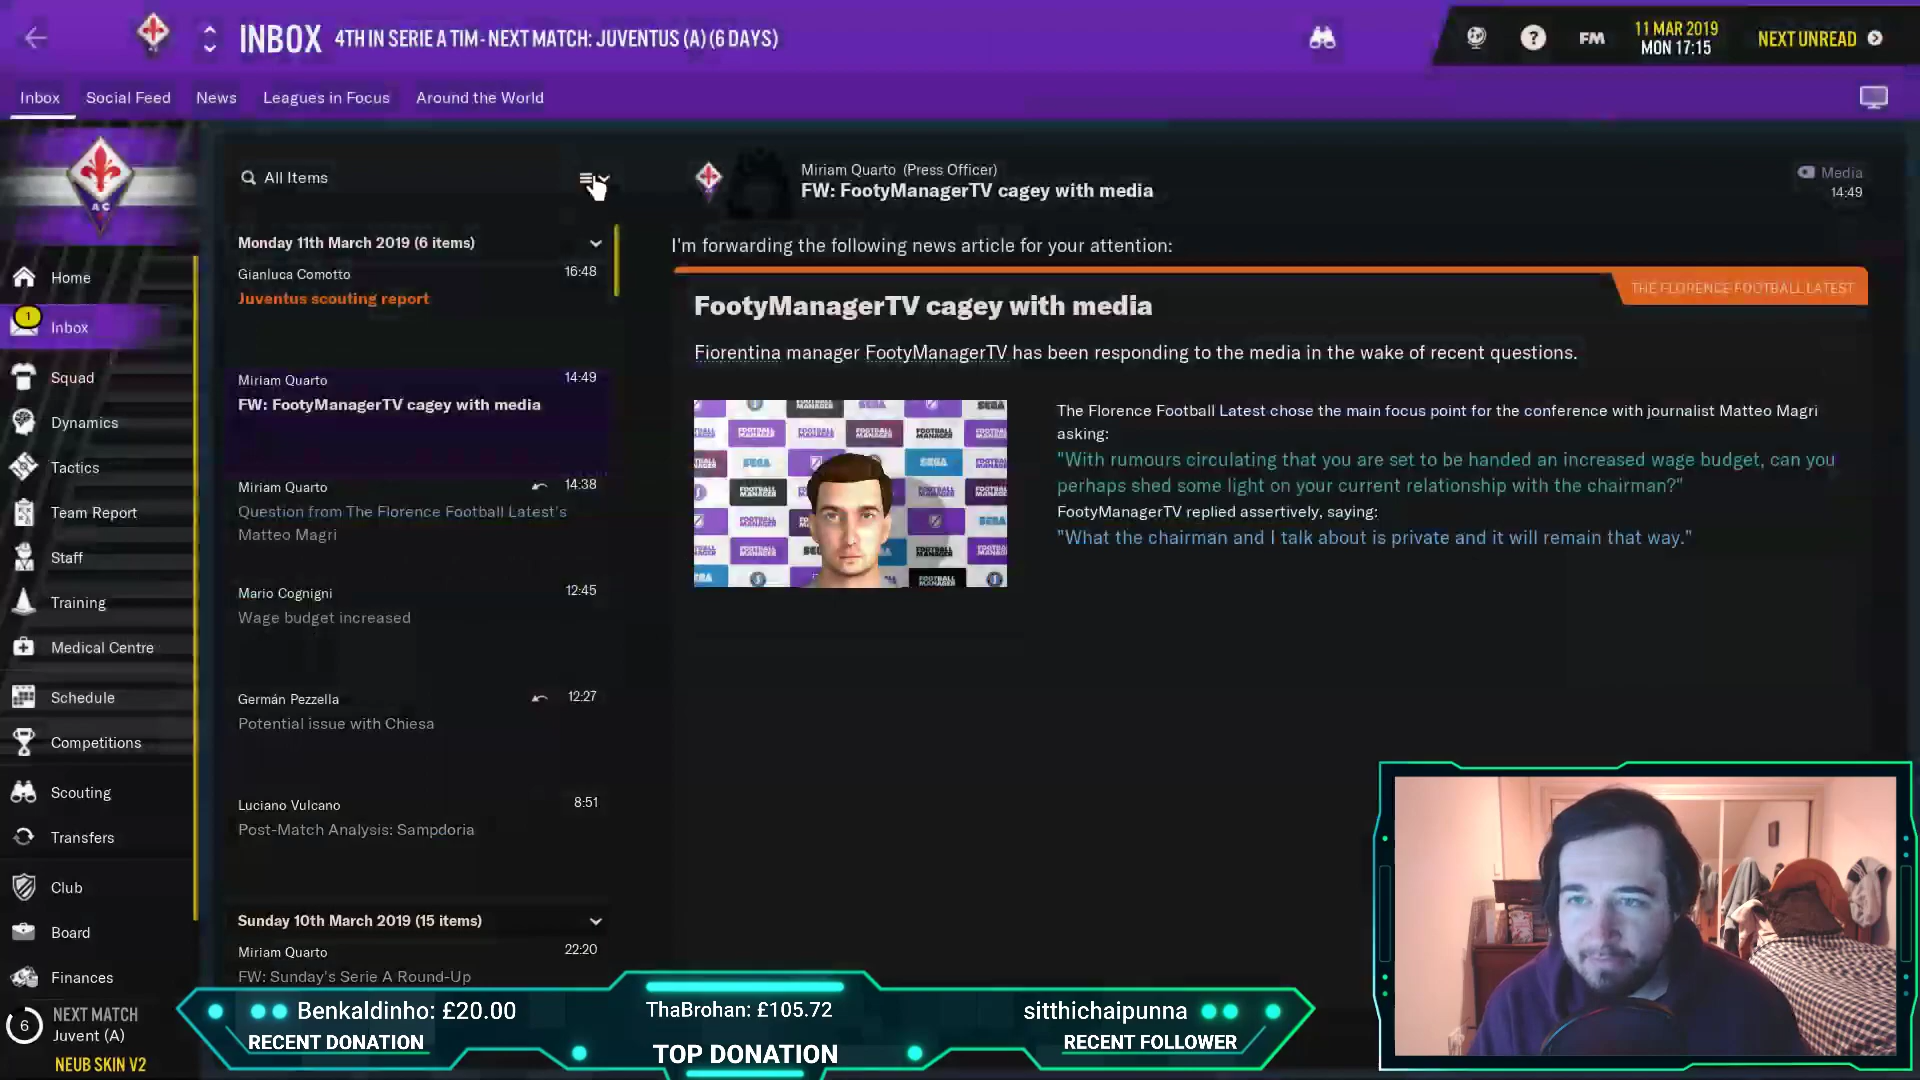 INBOX
4TH IN SERIE A TIM - NEXT MATCH: JUVENTUS (A) (6 DAYS)
?
FM
11 MAR 2019
MON 17:15
NEXT UNREAD
Inbox
Social Feed
News
Leagues in Focus
Around the World
AC
Home
1
Inbox
Squad
Dynamics
Tactics
Team Report
Staff
Training
Medical Centre
Schedule
Competitions
Scouting
Transfers
Club
Board
Finances
6
NEXT MATCH
Juvent (A)
NEUB SKIN V2
All Items
Monday 11th March 2019 (6 items)
Gianluca Comotto
16:48
Juventus scouting report
Miriam Quarto
14:49
FW: FootyManagerTV cagey with media
Miriam Quarto
14:38
Question from The Florence Football Latest's
Matteo Magri
Mario Cognigni
12:45
Wage budget increased
Germán Pezzella
12:27
Potential issue with Chiesa
Luciano Vulcano
8:51
Post-Match Analysis: Sampdoria
Sunday 10th March 2019 (15 items)
Miriam Quarto
22:20
FW: Sunday's Serie A Round-Up
Miriam Quarto (Press Officer)
FW: FootyManagerTV cagey with media
Media
14:49
I'm forwarding the following news article for your attention:
THE FLORENCE FOOTBALL LATEST
FootyManagerTV cagey with media
Fiorentina manager FootyManagerTV has been responding to the media in the wake of recent questions.
FOOTBALL MANAGER
SEGA
The Florence Football Latest chose the main focus point for the conference with journalist Matteo Magri
asking:
"With rumours circulating that you are set to be handed an increased wage budget, can you
perhaps shed some light on your current relationship with the chairman?"
FootyManagerTV replied assertively, saying:
"What the chairman and I talk about is private and it will remain that way."
Benkaldinho: £20.00
RECENT DONATION
ThaBrohan: £105.72
TOP DONATION
sitthichaipunna
RECENT FOLLOWER